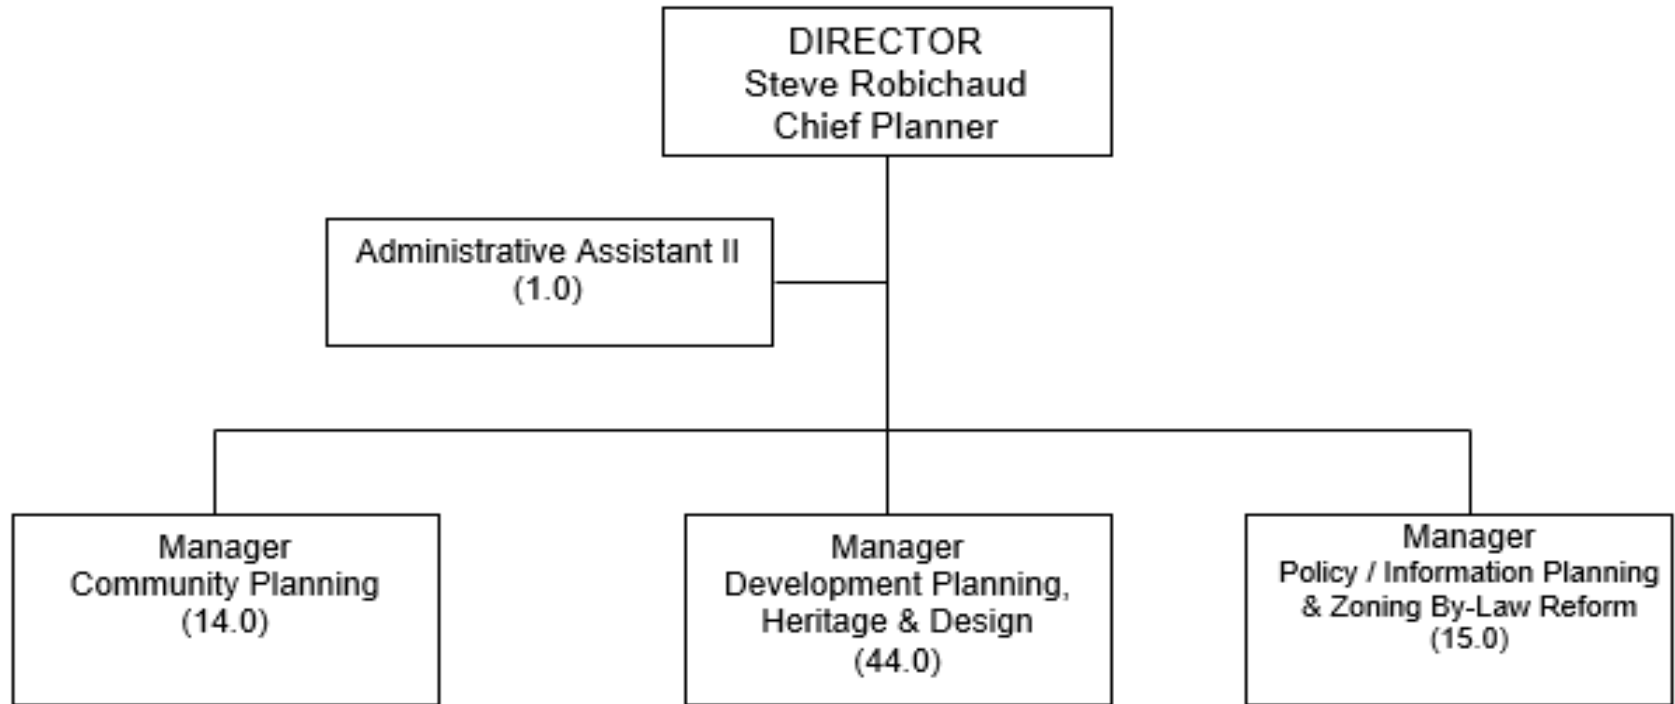 DIRECTOR
Steve Robichaud
Chief Planner
Administrative Assistant II
(1.0)
Manager
Community Planning
(14.0)
Manager
Development Planning,
Heritage & Design
(44.0)
Manager
Policy / Information Planning
& Zoning By-Law Reform
(15.0)